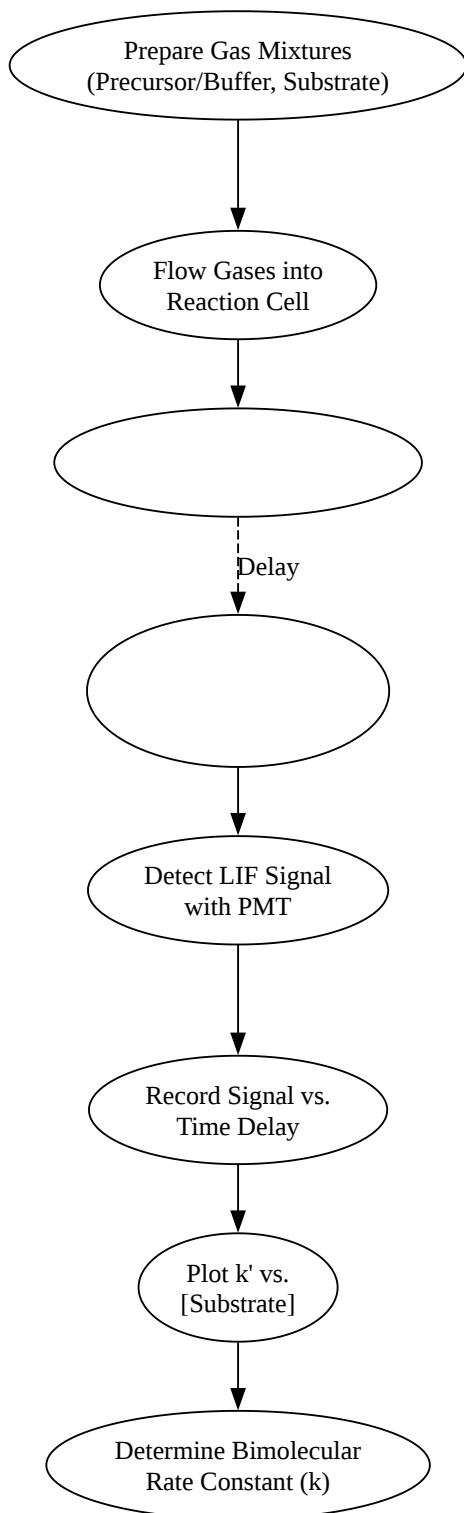 Prepare Gas Mixtures
(Precursor/Buffer, Substrate)
Flow Gases into
Reaction Cell
Delay
Detect LIF Signal
with PMT
Record Signal vs.
Time Delay
Plot k' vs.
[Substrate]
Determine Bimolecular
Rate Constant (k)